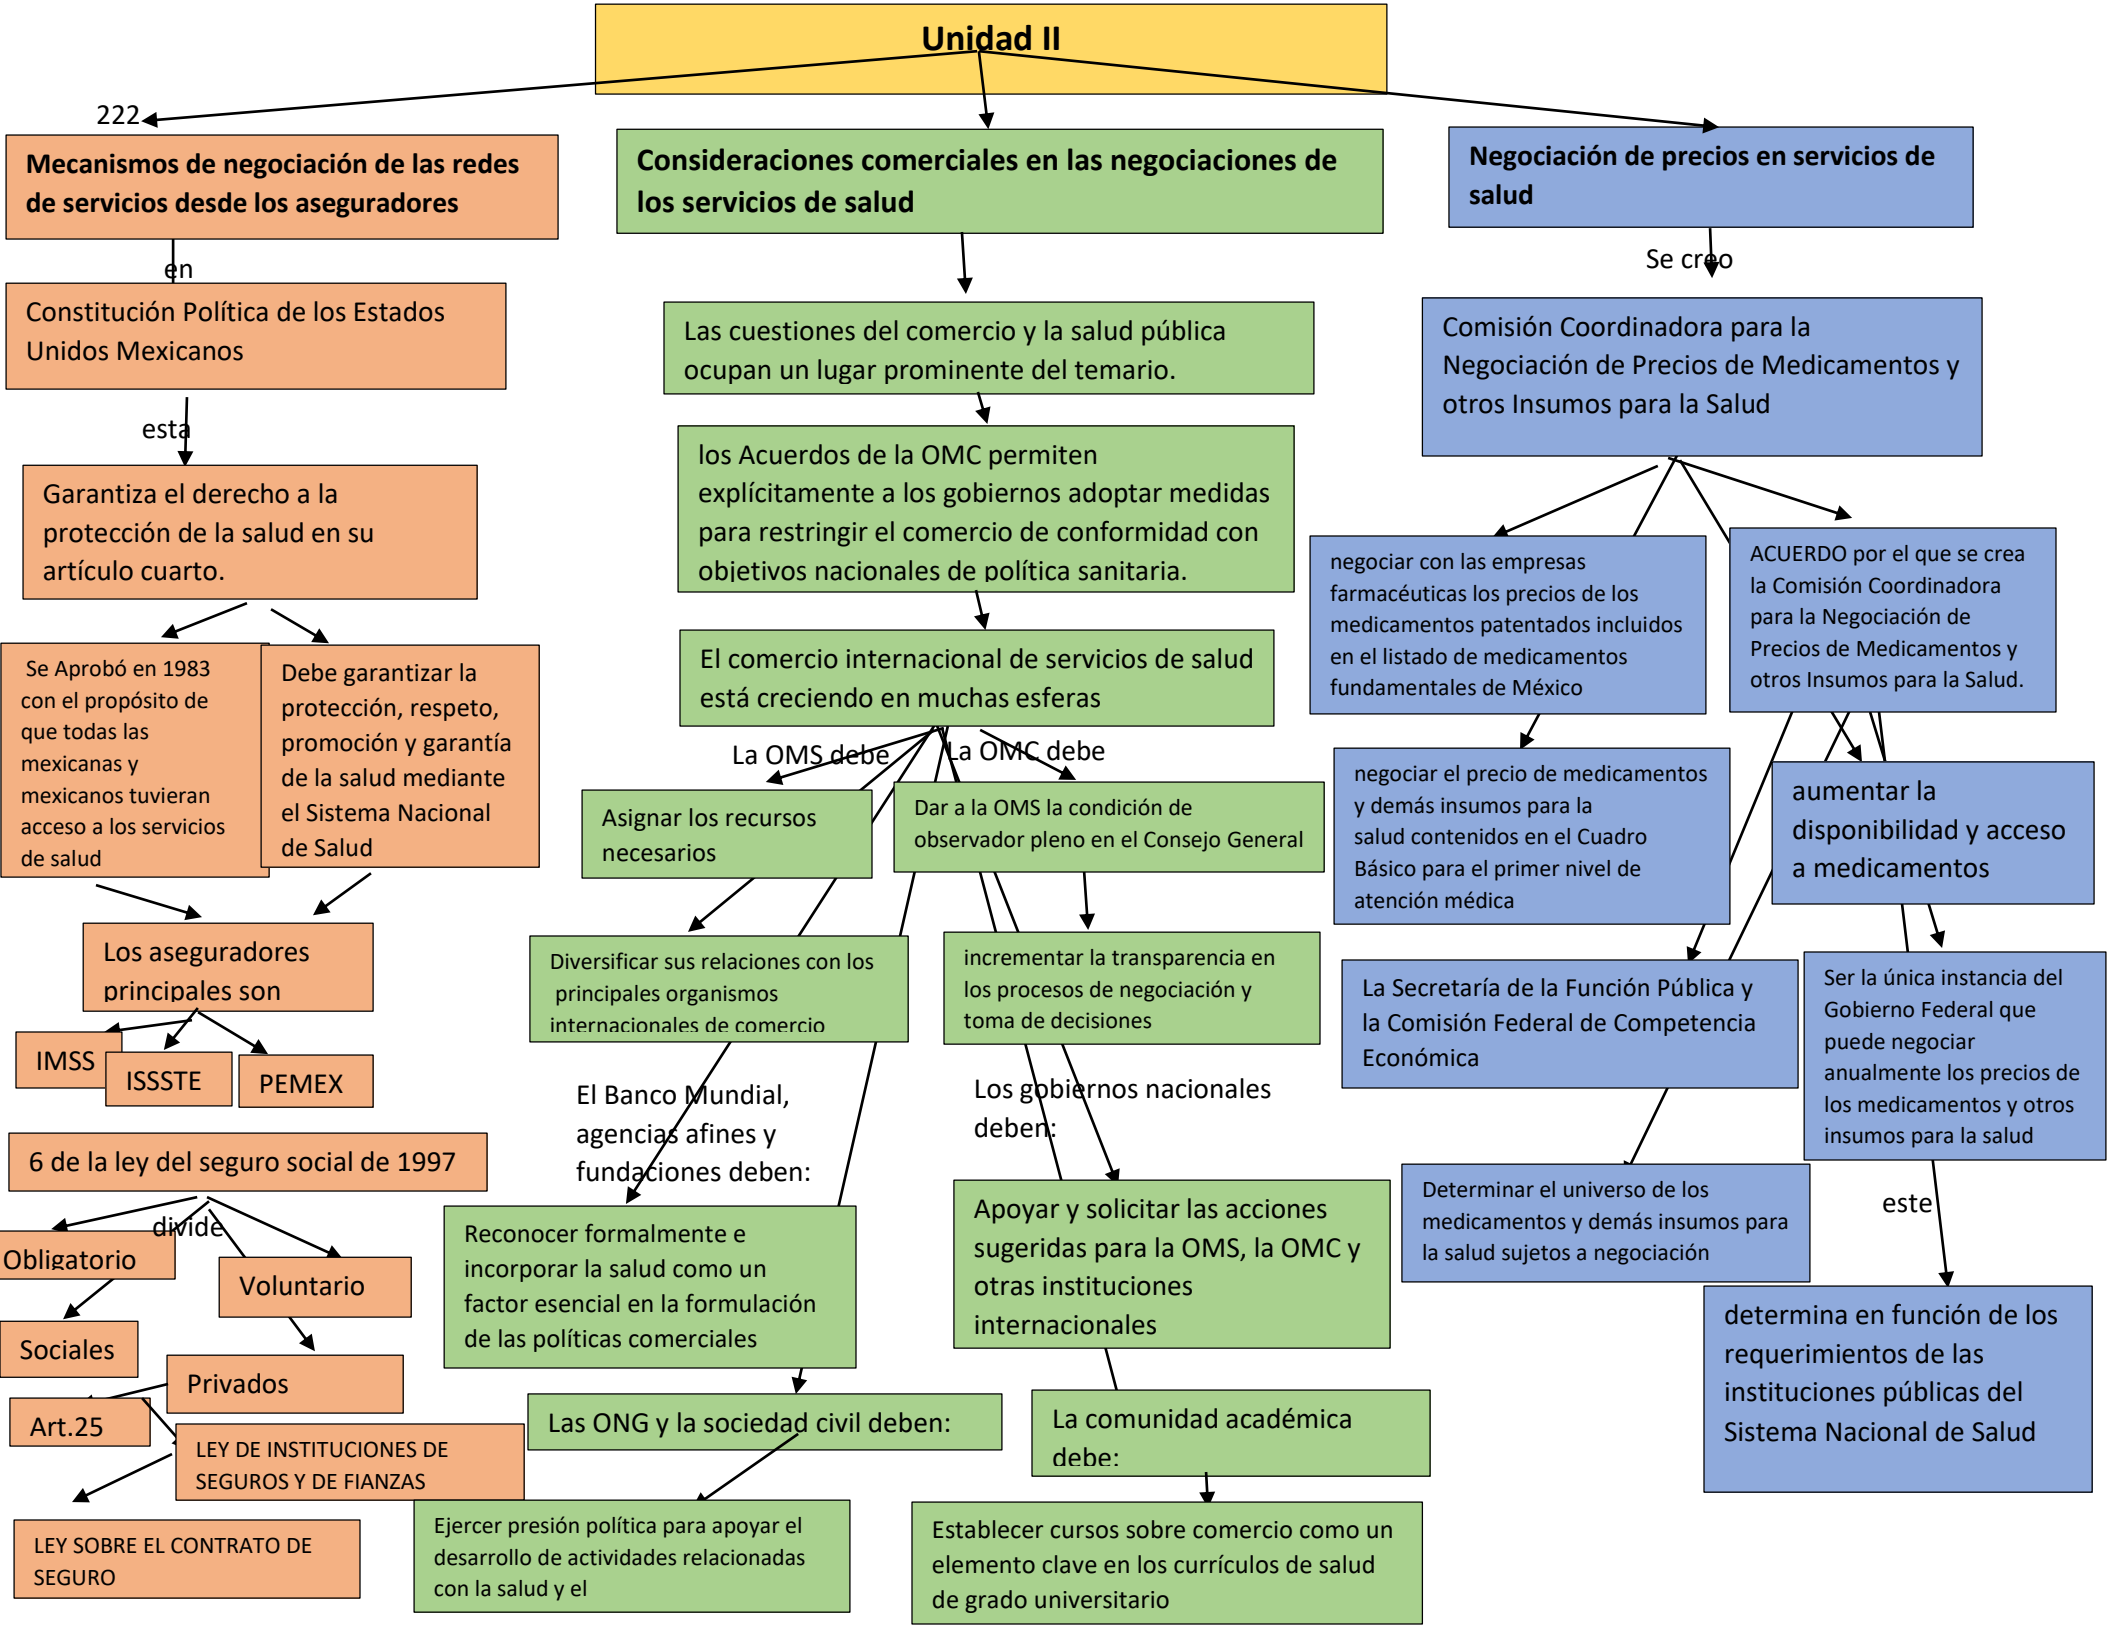 Unidad II
222
Mecanismos de negociación de las redes
de servicios desde los aseguradores
en
Constitución Política de los Estados
Unidos Mexicanos
esta
Garantiza el derecho a la
protección de la salud en su
artículo cuarto.
Se Aprobó en 1983
con el propósito de
que todas las
mexicanas y
mexicanos tuvieran
acceso a los servicios
de salud
Debe garantizar la
protección, respeto,
promoción y garantía
de la salud mediante
el Sistema Nacional
de Salud
Los aseguradores
principales son
IMSS
ISSSTE
PEMEX
6 de la ley del seguro social de 1997
divide
Obligatorio
Voluntario
Sociales
Privados
Art.25
LEY DE INSTITUCIONES DE
SEGUROS Y DE FIANZAS
LEY SOBRE EL CONTRATO DE
SEGURO
Consideraciones comerciales en las negociaciones de
los servicios de salud
Las cuestiones del comercio y la salud pública
ocupan un lugar prominente del temario.
los Acuerdos de la OMC permiten
explícitamente a los gobiernos adoptar medidas
para restringir el comercio de conformidad con
objetivos nacionales de política sanitaria.
El comercio internacional de servicios de salud
está creciendo en muchas esferas
La OMS debe
La OMC debe
Asignar los recursos
necesarios
Dar a la OMS la condición de
observador pleno en el Consejo General
Diversificar sus relaciones con los
principales organismos
internacionales de comercio
incrementar la transparencia en
los procesos de negociación y
toma de decisiones
El Banco Mundial,
agencias afines y
fundaciones deben:
Los gobiernos nacionales
deben:
Reconocer formalmente e
incorporar la salud como un
factor esencial en la formulación
de las políticas comerciales
Apoyar y solicitar las acciones
sugeridas para la OMS, la OMC y
otras instituciones
internacionales
Las ONG y la sociedad civil deben:
La comunidad académica
debe:
Ejercer presión política para apoyar el
desarrollo de actividades relacionadas
con la salud y el
Establecer cursos sobre comercio como un
elemento clave en los currículos de salud
de grado universitario
Negociación de precios en servicios de
salud
Se creo
Comisión Coordinadora para la
Negociación de Precios de Medicamentos y
otros Insumos para la Salud
negociar con las empresas
farmacéuticas los precios de los
medicamentos patentados incluidos
en el listado de medicamentos
fundamentales de México
ACUERDO por el que se crea
la Comisión Coordinadora
para la Negociación de
Precios de Medicamentos y
otros Insumos para la Salud.
negociar el precio de medicamentos
y demás insumos para la
salud contenidos en el Cuadro
Básico para el primer nivel de
atención médica
aumentar la
disponibilidad y acceso
a medicamentos
La Secretaría de la Función Pública y
la Comisión Federal de Competencia
Económica
Ser la única instancia del
Gobierno Federal que
puede negociar
anualmente los precios de
los medicamentos y otros
insumos para la salud
Determinar el universo de los
medicamentos y demás insumos para
la salud sujetos a negociación
este
determina en función de los
requerimientos de las
instituciones públicas del
Sistema Nacional de Salud